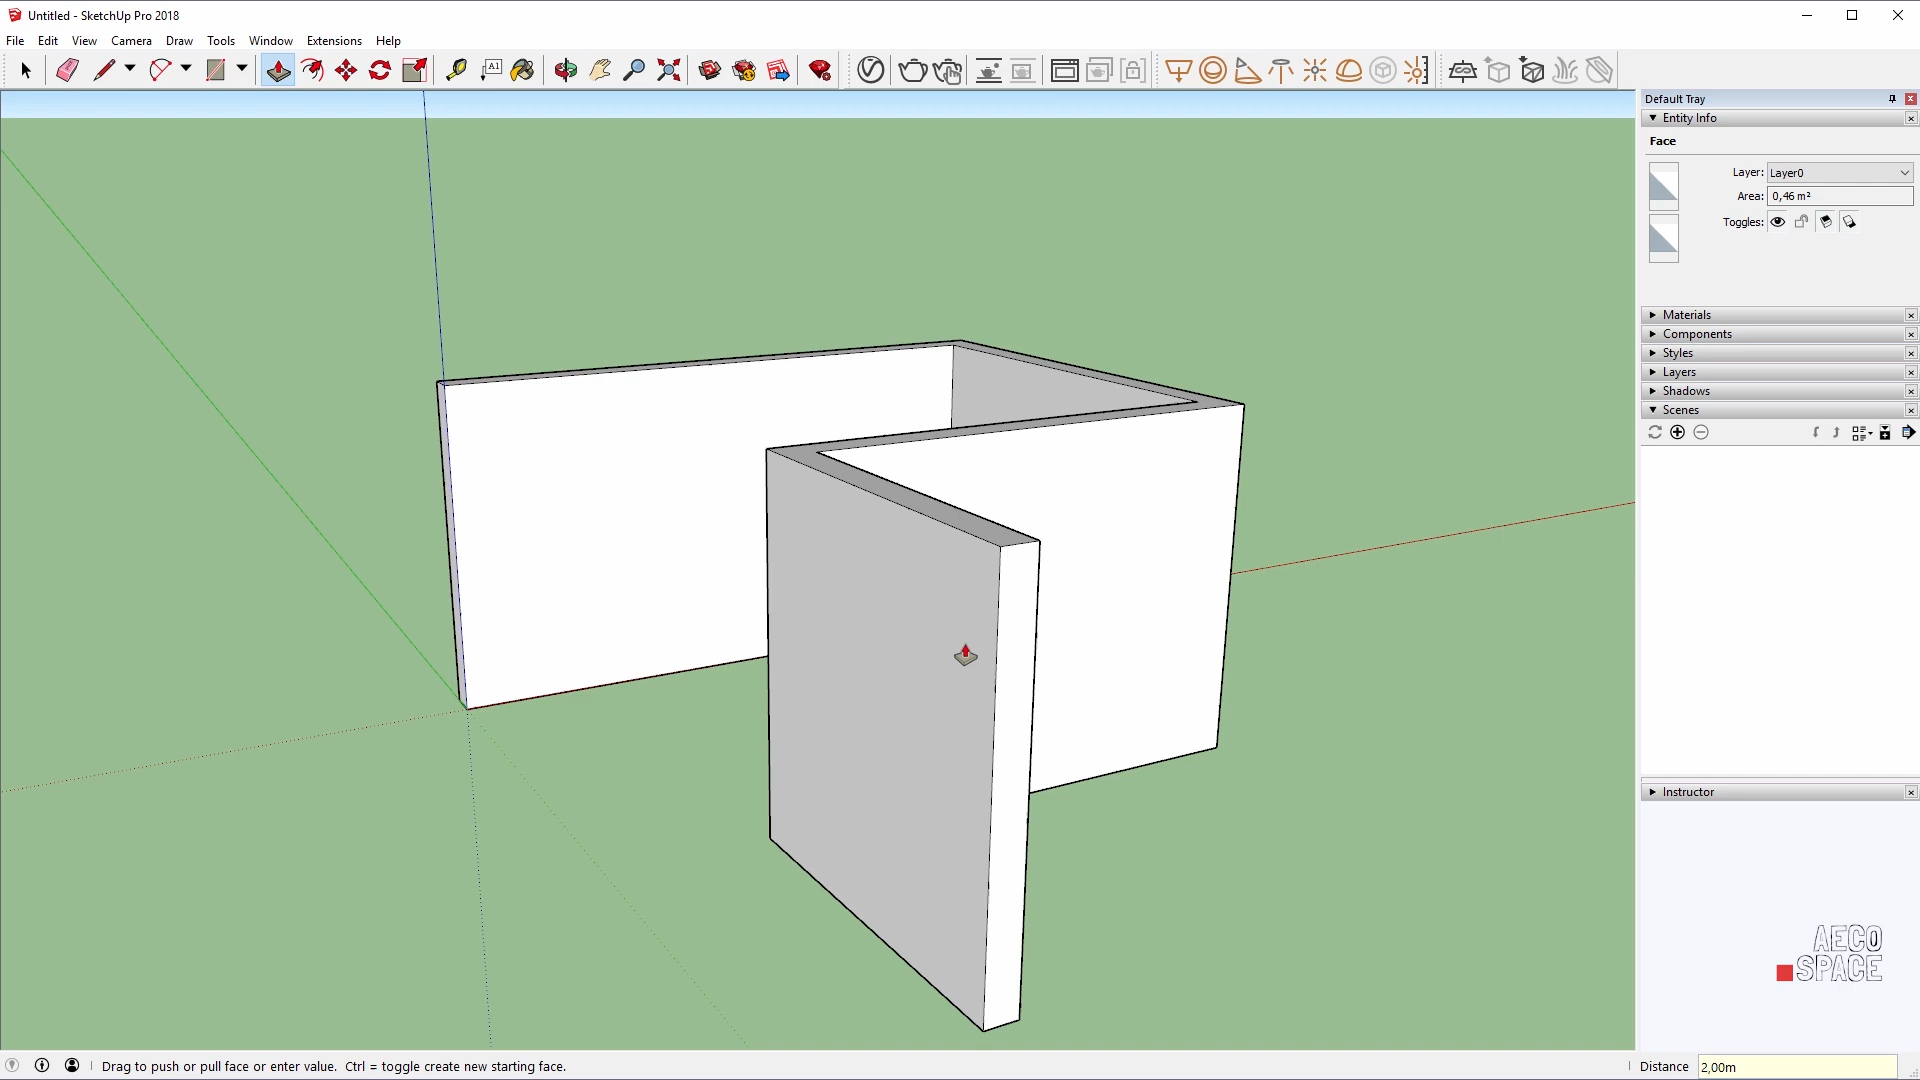 Untitled - SketchUp Pro 2018
File Edit View Camera Draw Tools Window Extensions Help
A1
Default Tray
Entity Info
Face
Layer: Layer0
Area: 0,46 m²
Toggles:
Materials
Components
Styles
Layers
Shadows
Scenes
Instructor
AECO
SPACE
Drag to push or pull face or enter value. Ctrl = toggle create new starting face.
Distance 2,00m